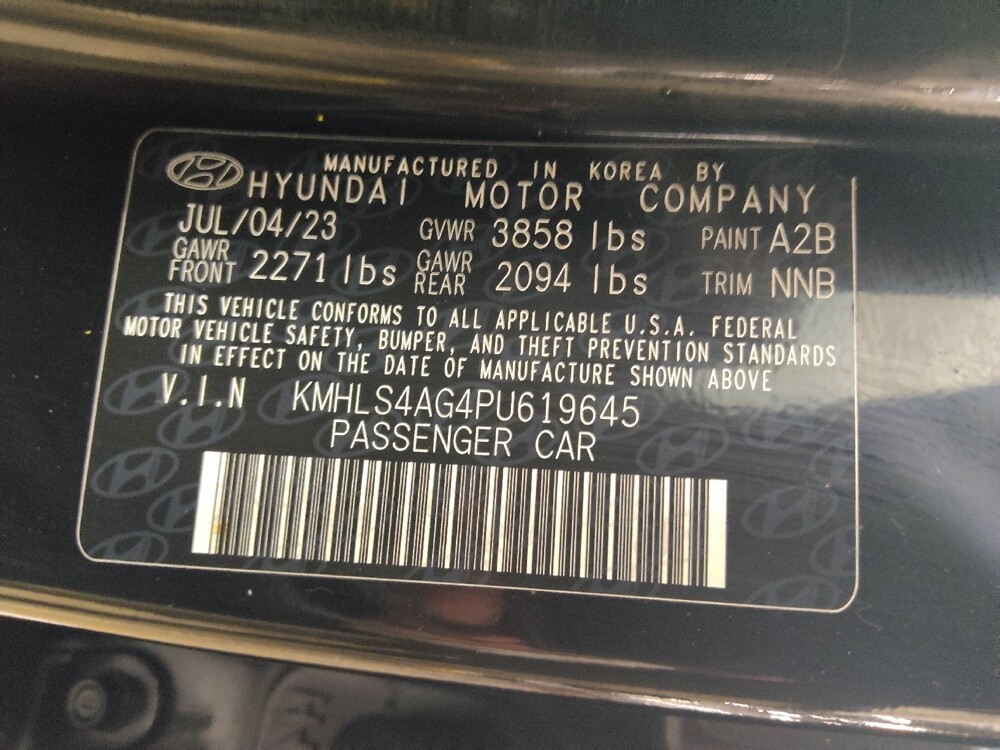 MANUFACTURED IN KOREA BY
HYUNDAI MOTOR COMPANY
JUL/04/23 GVWR 3858 lbs PAINT A2B
GAWR FRONT 2271 lbs GAWR REAR 2094 lbs TRIM NNB
THIS VEHICLE CONFORMS TO ALL APPLICABLE U.S.A. FEDERAL
MOTOR VEHICLE SAFETY, BUMPER, AND THEFT PREVENTION STANDARDS
IN EFFECT ON THE DATE OF MANUFACTURE SHOWN ABOVE
V.I.N KMHLS4AG4PU619645
PASSENGER CAR